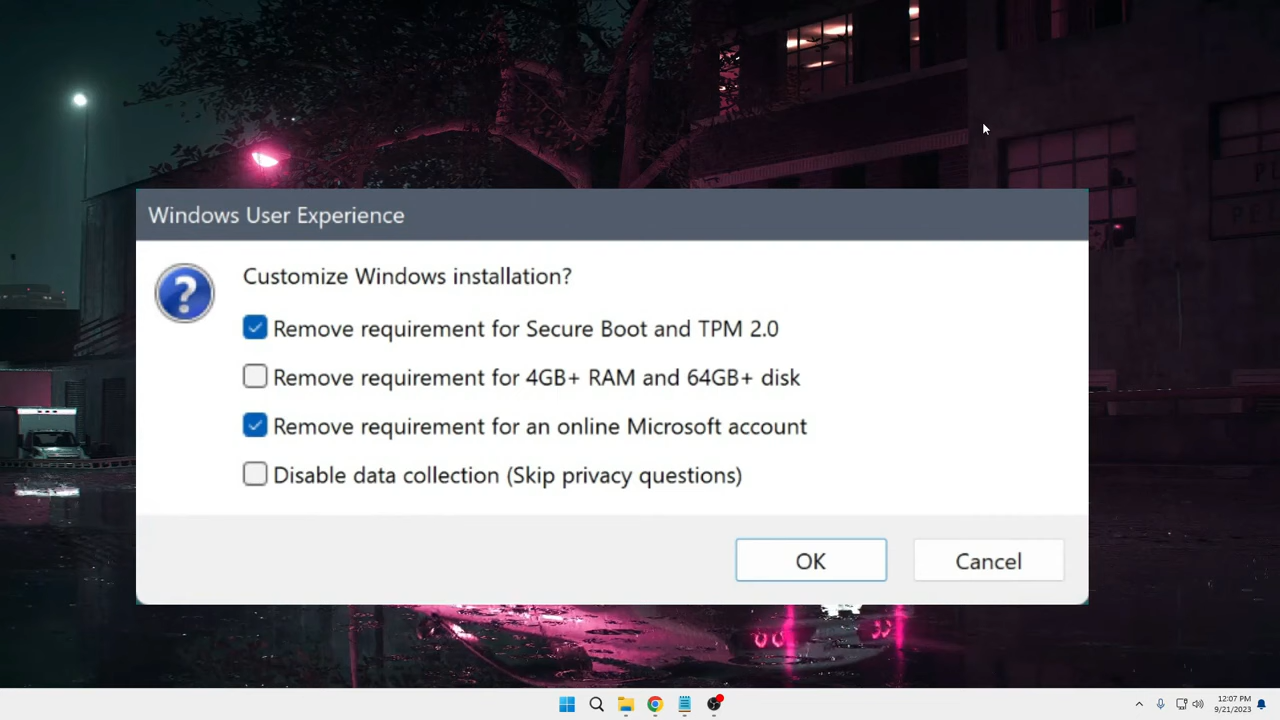 Windows User Experience
Customize Windows installation?
Remove requirement for Secure Boot and TPM 2.0
Remove requirement for 4GB+ RAM and 64GB+ disk
Remove requirement for an online Microsoft account
Disable data collection (Skip privacy questions)
OK
Cancel
12:07 PM
9/21/2023